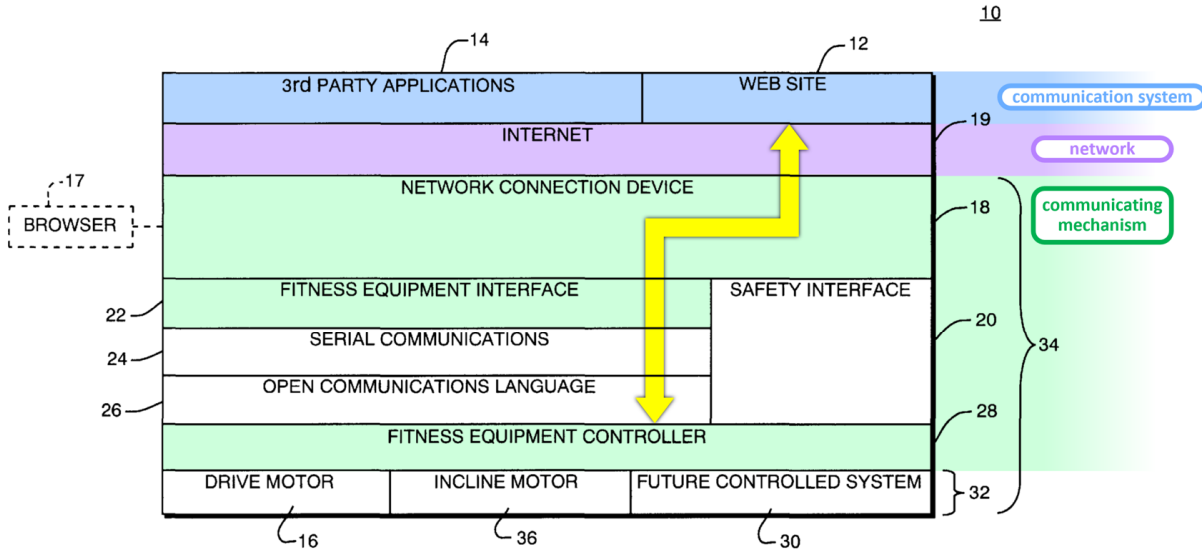 10
14
12
3rd PARTY APPLICATIONS
WEB SITE
communication system
INTERNET
19
network
17
NETWORK CONNECTION DEVICE
BROWSER
18
communicating
mechanism
FITNESS EQUIPMENT INTERFACE
SAFETY INTERFACE
22
SERIAL COMMUNICATIONS
20
34
24
OPEN COMMUNICATIONS LANGUAGE
26
28
FITNESS EQUIPMENT CONTROLLER
DRIVE MOTOR
INCLINE MOTOR
FUTURE CONTROLLED SYSTEM
32
16
36
30